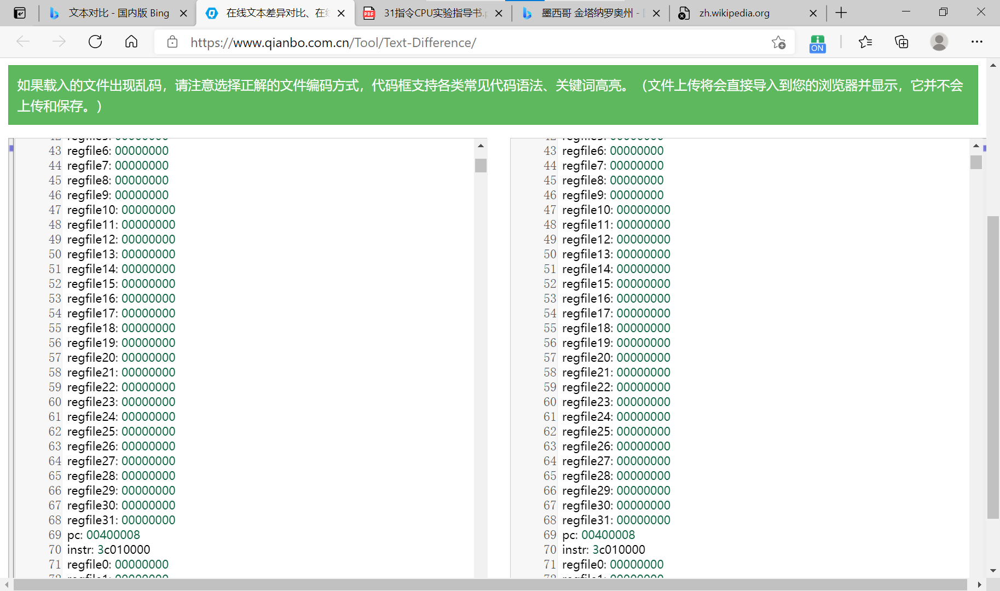 文本对比 - 国内版 Bing
在线文本差异对比、在
31指令CPU实验指导书.p
墨西哥 金塔纳罗奥州 -
zh.wikipedia.org
https://www.qianbo.com.cn/Tool/Text-Difference/
ON
如果载入的文件出现乱码，请注意选择正解的文件编码方式，代码框支持各类常见代码语法、关键词高亮。（文件上传将会直接导入到您的浏览器并显示，它并不会
上传和保存。）
42 regfile5: 00000000
43 regfile6: 00000000
44 regfile7: 00000000
45 regfile8: 00000000
46 regfile9: 00000000
47 regfile10: 00000000
48 regfile11: 00000000
49 regfile12: 00000000
50 regfile13: 00000000
51 regfile14: 00000000
52 regfile15: 00000000
53 regfile16: 00000000
54 regfile17: 00000000
55 regfile18: 00000000
56 regfile19: 00000000
57 regfile20: 00000000
58 regfile21: 00000000
59 regfile22: 00000000
60 regfile23: 00000000
61 regfile24: 00000000
62 regfile25: 00000000
63 regfile26: 00000000
64 regfile27: 00000000
65 regfile28: 00000000
66 regfile29: 00000000
67 regfile30: 00000000
68 regfile31: 00000000
69 pc: 00400008
70 instr: 3c010000
71 regfile0: 00000000
72 regfile1: 00000000
42 regfile5: 00000000
43 regfile6: 00000000
44 regfile7: 00000000
45 regfile8: 00000000
46 regfile9: 00000000
47 regfile10: 00000000
48 regfile11: 00000000
49 regfile12: 00000000
50 regfile13: 00000000
51 regfile14: 00000000
52 regfile15: 00000000
53 regfile16: 00000000
54 regfile17: 00000000
55 regfile18: 00000000
56 regfile19: 00000000
57 regfile20: 00000000
58 regfile21: 00000000
59 regfile22: 00000000
60 regfile23: 00000000
61 regfile24: 00000000
62 regfile25: 00000000
63 regfile26: 00000000
64 regfile27: 00000000
65 regfile28: 00000000
66 regfile29: 00000000
67 regfile30: 00000000
68 regfile31: 00000000
69 pc: 00400008
70 instr: 3c010000
71 regfile0: 00000000
72 regfile1: 00000000